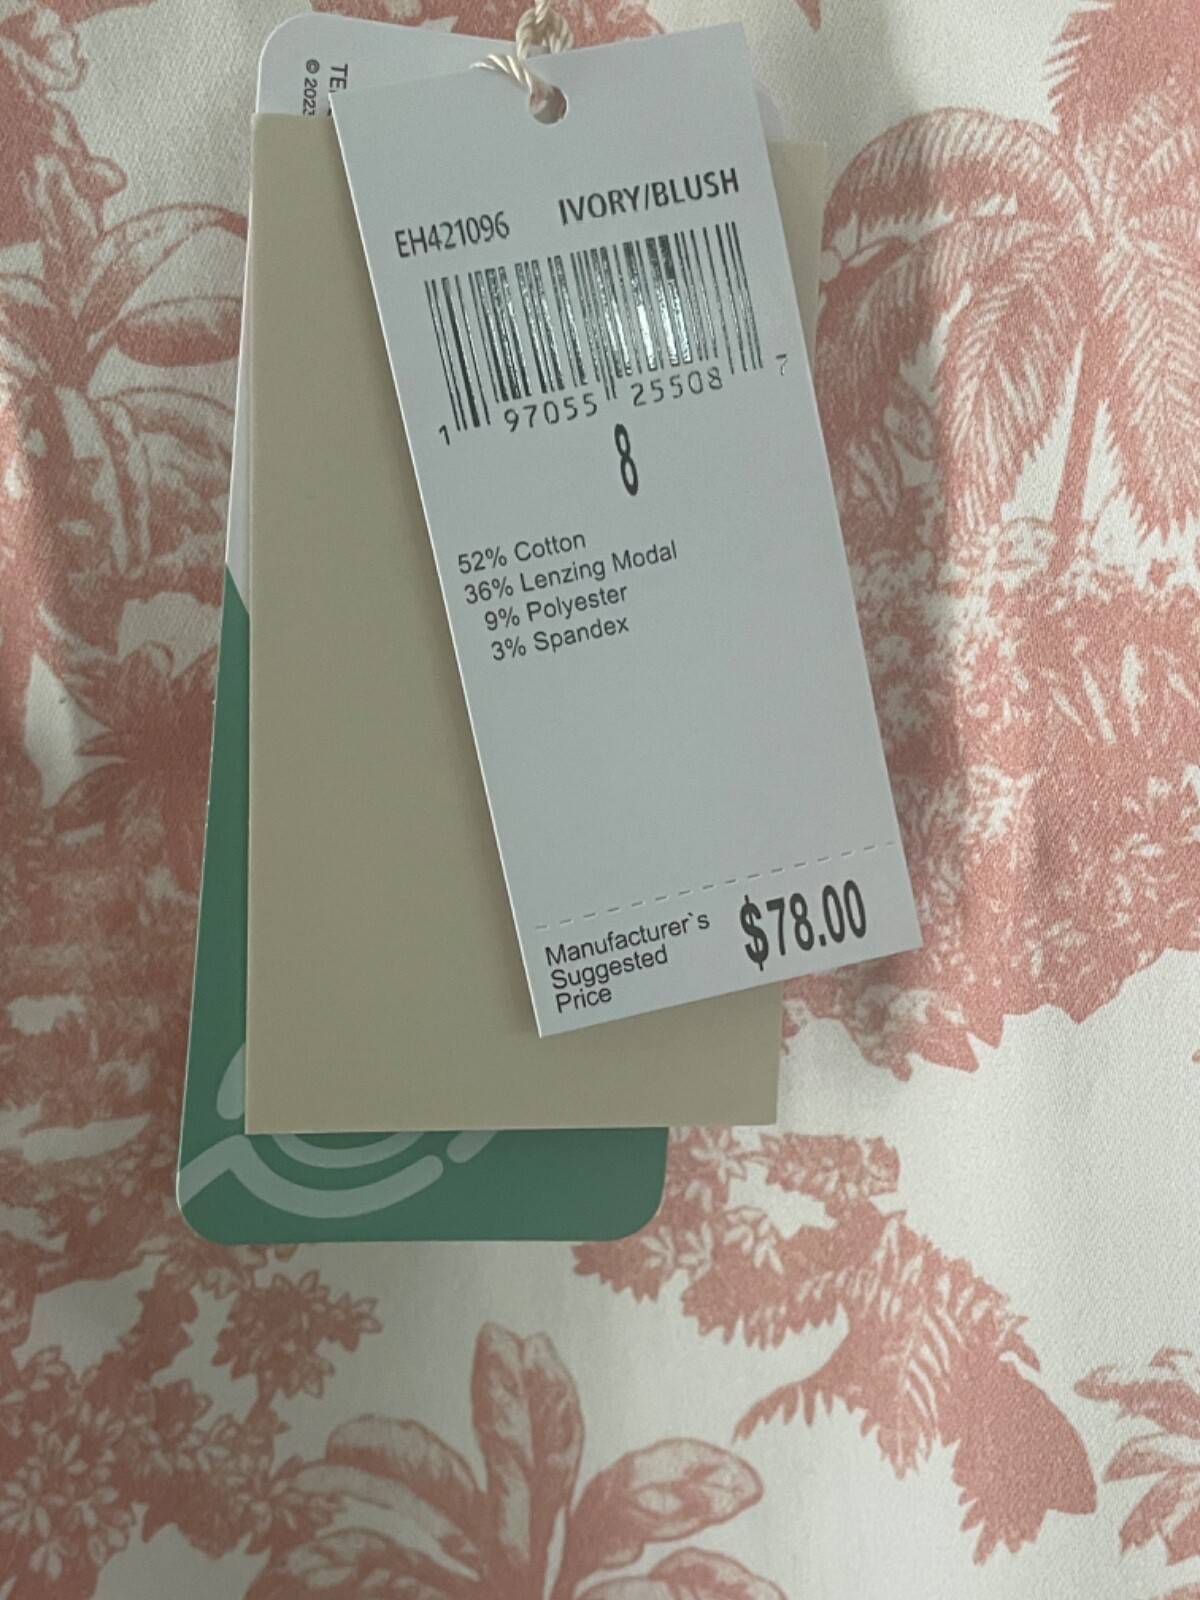 © 2023
EH421096 IVORY/BLUSH
1 97055 25508 7
8
52% Cotton
36% Lenzing Modal
9% Polyester
3% Spandex
Manufacturer`s
Suggested
Price
$78.00